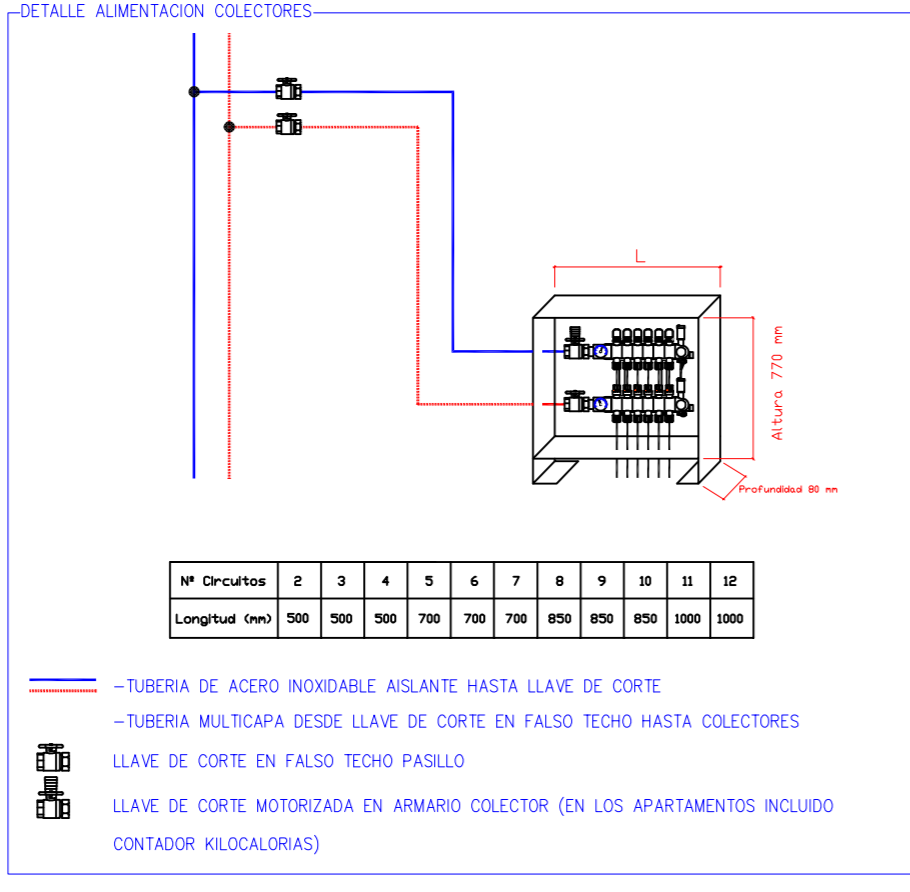 DETALLE ALIMENTACION COLECTORES
L
Altura 770 mm
Profundidad 80 mm
Nº Circuitos 2 3 4 5 6 7 8 9 10 11 12
Longitud (mm) 500 500 500 700 700 700 850 850 850 1000 1000
-TUBERIA DE ACERO INOXIDABLE AISLANTE HASTA LLAVE DE CORTE
-TUBERIA MULTICAPA DESDE LLAVE DE CORTE EN FALSO TECHO HASTA COLECTORES
LLAVE DE CORTE EN FALSO TECHO PASILLO
LLAVE DE CORTE MOTORIZADA EN ARMARIO COLECTOR (EN LOS APARTAMENTOS INCLUIDO
CONTADOR KILOCALORIAS)